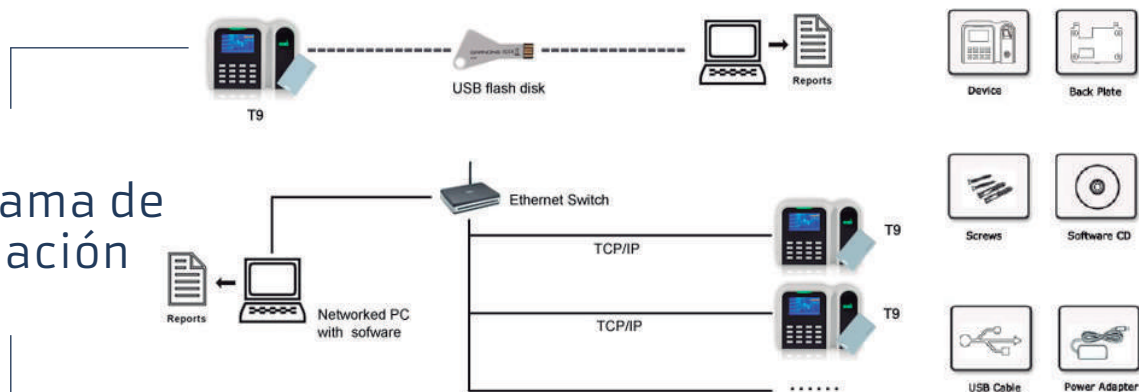 USB flash disk
Reports
T9
Device
Back Plate
ama de
ación
Ethernet Switch
TCP/IP
T9
Reports
Networked PC
with sofware
TCP/IP
T9
......
Screws
Software CD
USB Cable
Power Adapter